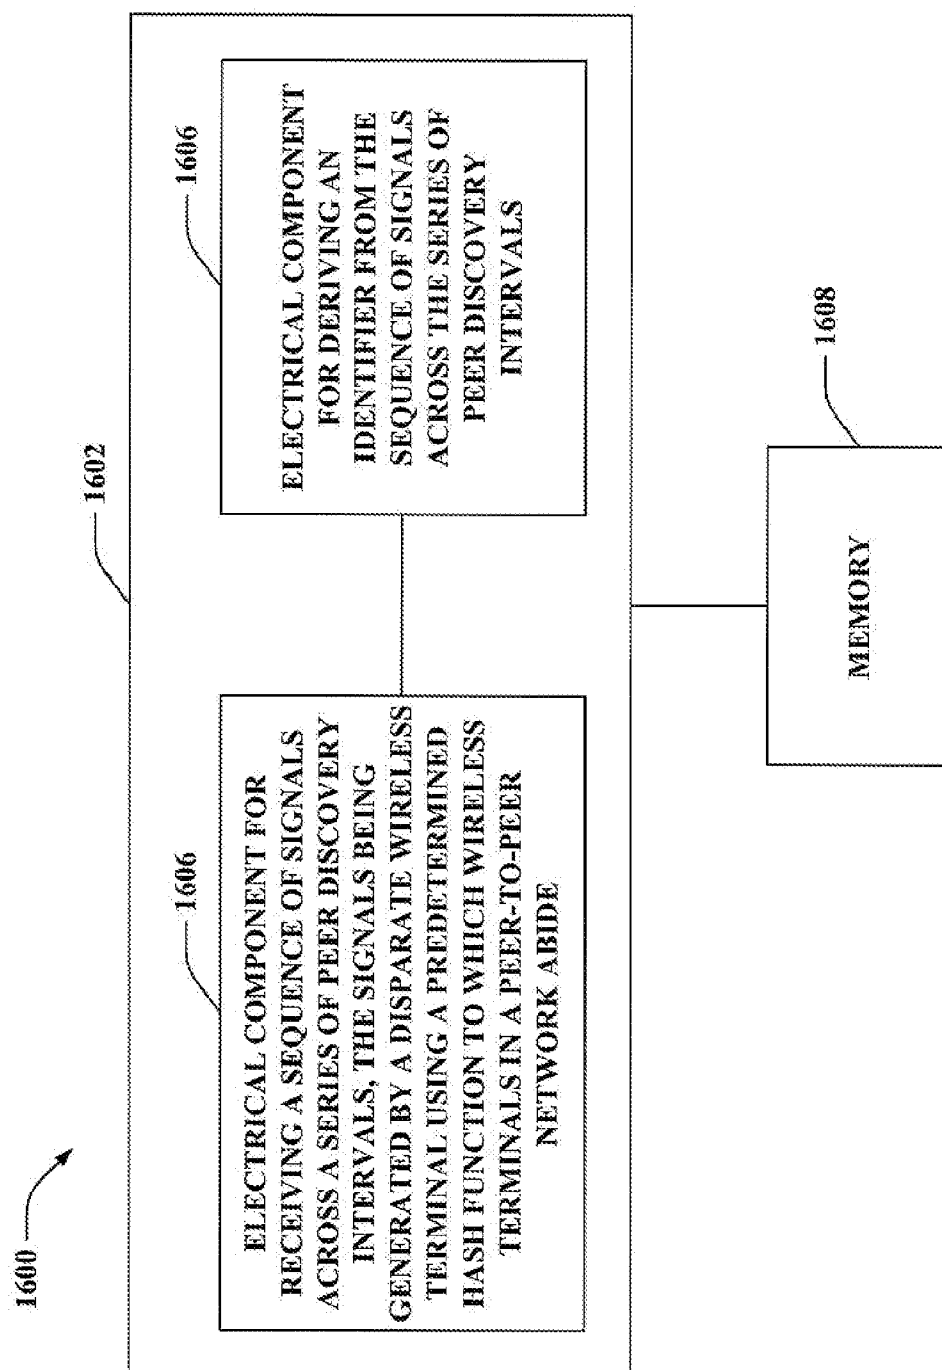 1600
1602
1606
ELECTRICAL COMPONENT FOR
RECEIVING A SEQUENCE OF SIGNALS
ACROSS A SERIES OF PEER DISCOVERY
INTERVALS, THE SIGNALS BEING
GENERATED BY A DISPARATE WIRELESS
TERMINAL USING A PREDETERMINED
HASH FUNCTION TO WHICH WIRELESS
TERMINALS IN A PEER-TO-PEER
NETWORK ABIDE
1606
ELECTRICAL COMPONENT
FOR DERIVING AN
IDENTIFIER FROM THE
SEQUENCE OF SIGNALS
ACROSS THE SERIES OF
PEER DISCOVERY
INTERVALS
1608
MEMORY